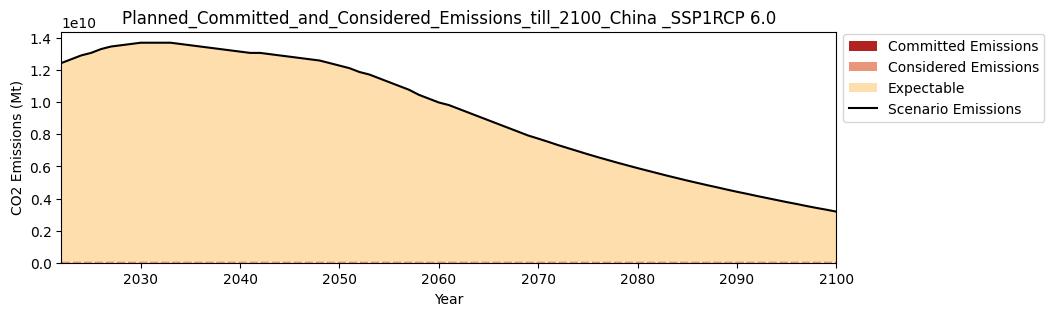 Planned_Committed_and_Considered_Emissions_till_2100_China _SSP1RCP 6.0
1e10
1.4
1.2
1.0
0.8
0.6
0.4
0.2
0.0
CO2 Emissions (Mt)
2030 2040 2050 2060 2070 2080 2090 2100
Year
Committed Emissions
Considered Emissions
Expectable
Scenario Emissions